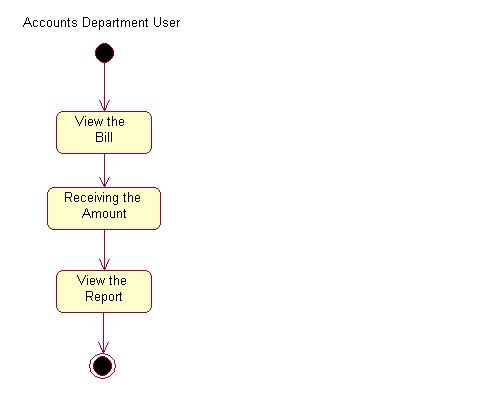 Accounts Department User
View the
Bill
Receiving the
Amount
View the
Report